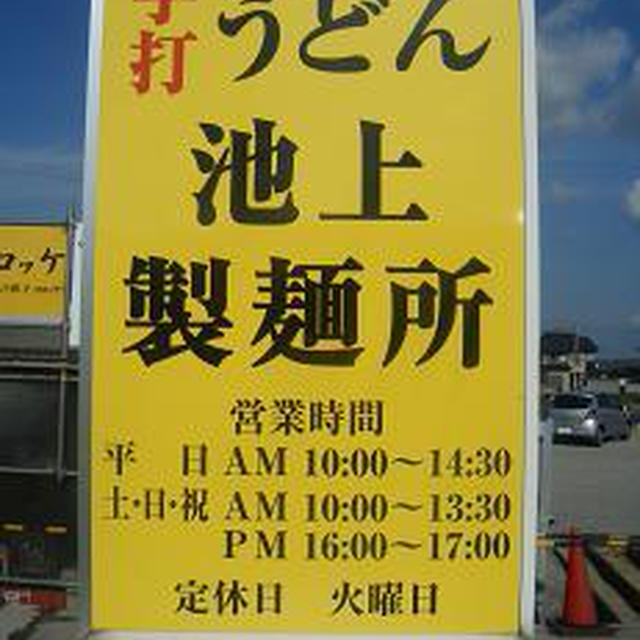 手打 うどん
池上
製麺所
営業時間
平 日 AM 10:00～14:30
土・日・祝 AM 10:00～13:30
PM 16:00～17:00
定休日 火曜日
ロッケ